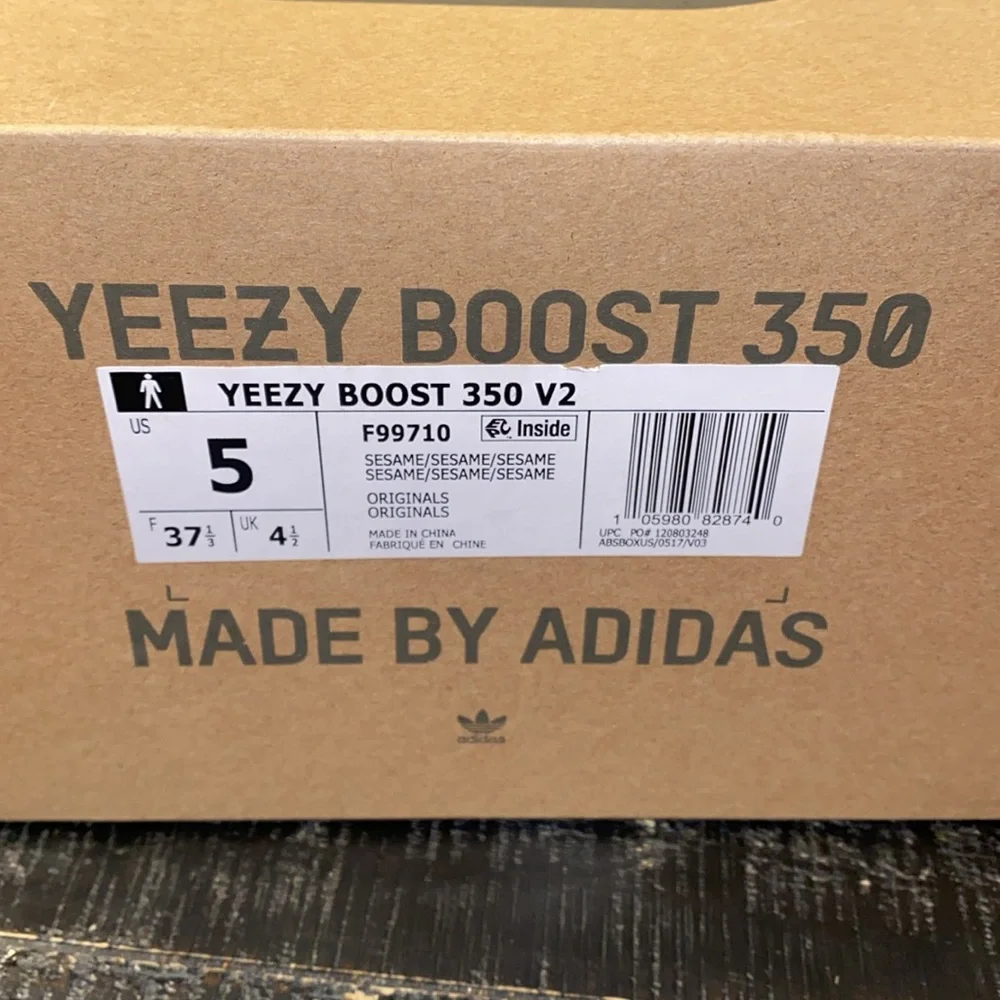 YEEZY BOOST 350
YEEZY BOOST 350 V2
US
5
F 37⅓
UK 4½
F99710
Inside
SESAME/SESAME/SESAME
SESAME/SESAME/SESAME
ORIGINALS
ORIGINALS
MADE IN CHINA
FABRIQUÉ EN CHINE
1 05980 82874 0
UPC PO# 120803248
ABSBOXUS/0517/V03
MADE BY ADIDAS
adidas